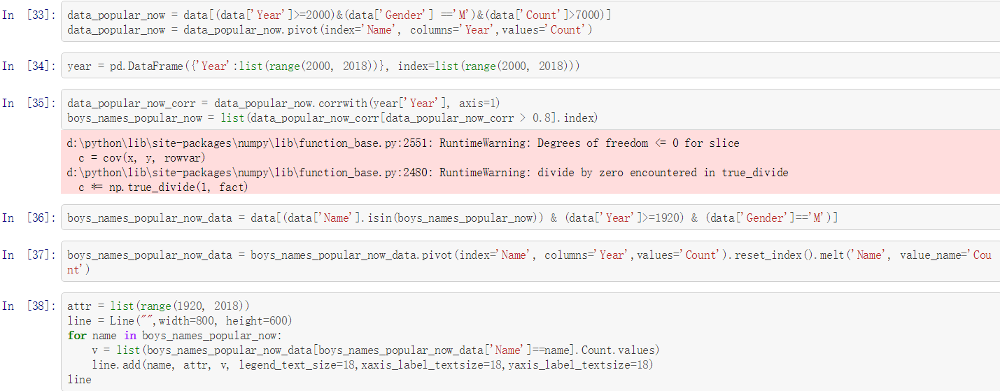 In [33]: data_popular_now = data[(data['Year']>=2000)&(data['Gender'] =='M')&(data['Count']>7000)]
data_popular_now = data_popular_now.pivot(index='Name', columns='Year',values='Count')
In [34]: year = pd.DataFrame({'Year':list(range(2000, 2018))}, index=list(range(2000, 2018)))
In [35]: data_popular_now_corr = data_popular_now.corrwith(year['Year'], axis=1)
boys_names_popular_now = list(data_popular_now_corr[data_popular_now_corr > 0.8].index)
d:\python\lib\site-packages\numpy\lib\function_base.py:2551: RuntimeWarning: Degrees of freedom <= 0 for slice
  c = cov(x, y, rowvar)
d:\python\lib\site-packages\numpy\lib\function_base.py:2480: RuntimeWarning: divide by zero encountered in true_divide
  c *= np.true_divide(1, fact)
In [36]: boys_names_popular_now_data = data[(data['Name'].isin(boys_names_popular_now)) & (data['Year']>=1920) & (data['Gender']=='M')]
In [37]: boys_names_popular_now_data = boys_names_popular_now_data.pivot(index='Name', columns='Year',values='Count').reset_index().melt('Name', value_name='Cou
nt')
In [38]: attr = list(range(1920, 2018))
line = Line("",width=800, height=600)
for name in boys_names_popular_now:
    v = list(boys_names_popular_now_data[boys_names_popular_now_data['Name']==name].Count.values)
    line.add(name, attr, v, legend_text_size=18,xaxis_label_textsize=18,yaxis_label_textsize=18)
line